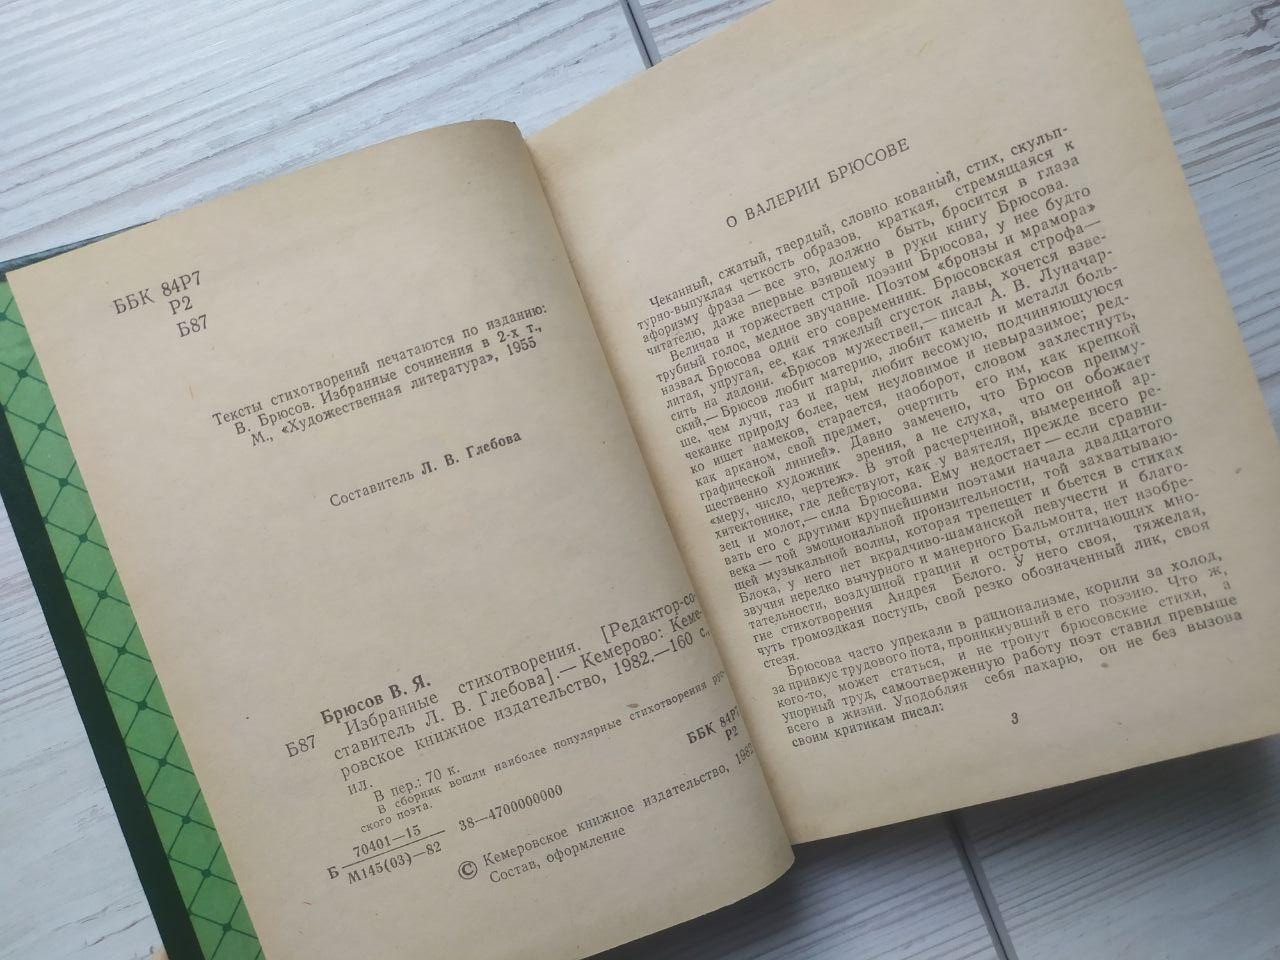 ББК 84Р7
Р2
Б87
Тексты стихотворений печатаются по изданию:
В. Брюсов. Избранные сочинения в 2-х т.,
М., «Художественная литература», 1955
Составитель Л. В. Глебова
Брюсов В. Я.
Б87 Избранные стихотворения. [Редактор-со-
ставитель Л. В. Глебова].— Кемерово: Keме-
ровское книжное издательство, 1982.—160 с.,
ил.
В пер.: 70 к.
В сборник вошли наиболее популярные стихотворения рус-
ского поэта.
Б 70401—15 38—4700000000
М145(03)—82
ББК 84Р7
Р2
© Кемеровское книжное издательство, 1982
Состав, оформление
О ВАЛЕРИИ БРЮСОВЕ
Чеканный, сжатый, твердый, словно кованый, стих, скульп-
турно-выпуклая четкость образов, краткая, стремящаяся к
афоризму фраза — все это, должно быть, бросится в глаза
читателю, даже впервые взявшему в руки книгу Брюсова.
Величав и торжествен строй поэзии Брюсова, у нее будто
трубный голос, медное звучание. Поэтом «бронзы и мрамора»
назвал Брюсова один его современник. Брюсовская строфа—
литая, упругая, ее, как тяжелый сгусток лавы, хочется взве-
сить на ладони. «Брюсов мужествен,— писал А. В. Луначар-
ский,— Брюсов любит материю, любит камень и металл боль-
ше, чем лучи, газ и пары, любит весомую, подчиняющуюся
чеканке природу более, чем неуловимое и невыразимое; ред-
ко ищет намеков, старается, наоборот, словом захлестнуть,
как арканом, свой предмет, очертить его им, как крепкой
графической линией». Давно замечено, что Брюсов преиму-
щественно художник зрения, а не слуха, что он обожает
«меру, число, чертеж». В этой расчерченной, вымеренной ар-
хитектонике, где действуют, как у ваятеля, прежде всего ре-
зец и молот,— сила Брюсова. Ему недостает — если сравни-
вать его с другими крупнейшими поэтами начала двадцатого
века — той эмоциональной пронзительности, той захватываю-
щей музыкальной волны, которая трепещет и бьется в стихах
Блока, у него нет вкрадчиво-шаманской певучести и благо-
звучия нередко вычурного и манерного Бальмонта, нет изобре-
тательности, воздушной грации и остроты, отличающих мно-
гие стихотворения Андрея Белого. У него своя, тяжелая,
чуть громоздкая поступь, свой резко обозначенный лик, своя
стезя.
Брюсова часто упрекали в рационализме, корили за холод,
за привкус трудового пота, проникнувший в его поэзию. Что ж,
кого-то, может статься, и не тронут брюсовские стихи, а
упорный труд, самоотверженную работу поэт ставил превыше
всего в жизни. Уподобляя себя пахарю, он не без вызова
своим критикам писал:
3